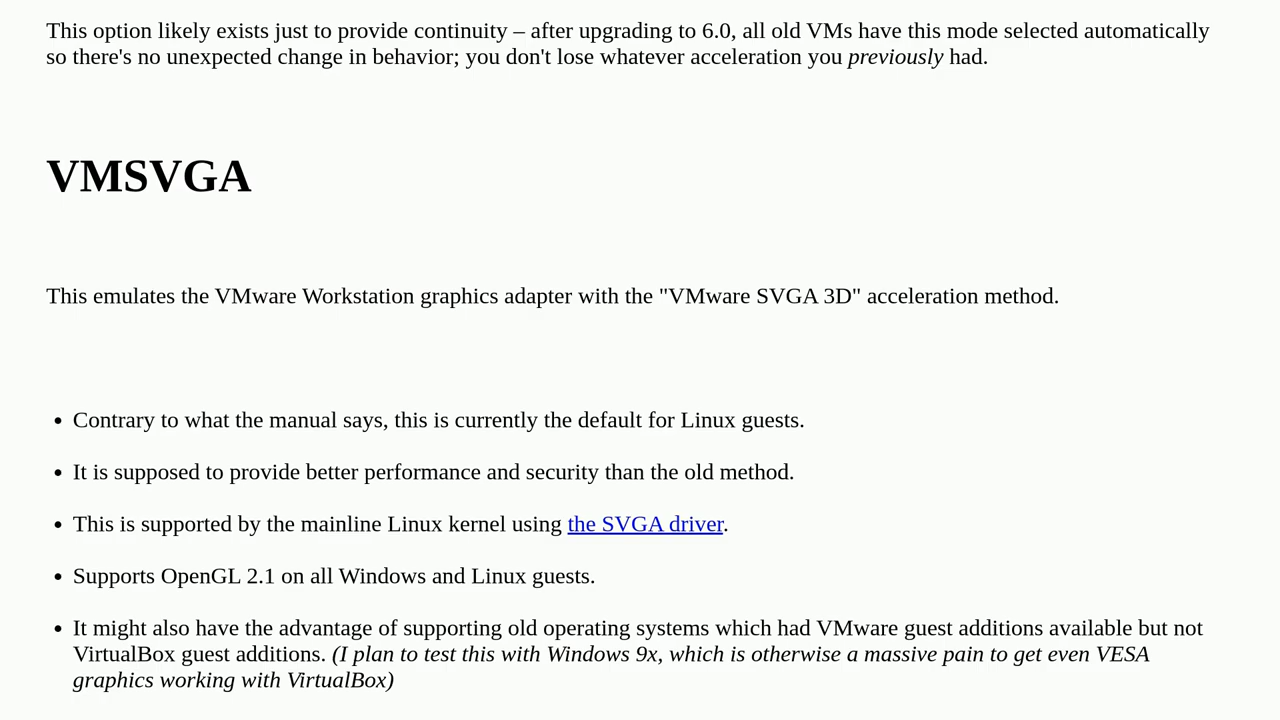 This option likely exists just to provide continuity – after upgrading to 6.0, all old VMs have this mode selected automatically
so there's no unexpected change in behavior; you don't lose whatever acceleration you previously had.
VMSVGA
This emulates the VMware Workstation graphics adapter with the "VMware SVGA 3D" acceleration method.
• Contrary to what the manual says, this is currently the default for Linux guests.
• It is supposed to provide better performance and security than the old method.
• This is supported by the mainline Linux kernel using the SVGA driver.
• Supports OpenGL 2.1 on all Windows and Linux guests.
• It might also have the advantage of supporting old operating systems which had VMware guest additions available but not
VirtualBox guest additions. (I plan to test this with Windows 9x, which is otherwise a massive pain to get even VESA
graphics working with VirtualBox)